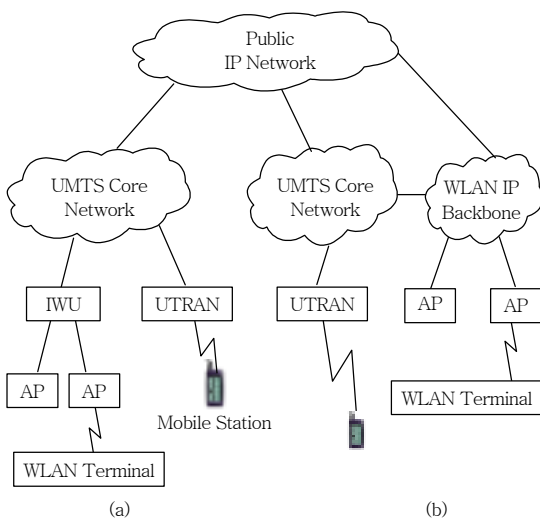 Public
IP Network
UMTS Core
Network
UMTS Core
Network
WLAN IP
Backbone
IWU
UTRAN
UTRAN
AP
AP
AP
AP
Mobile Station
WLAN Terminal
WLAN Terminal
(a)
(b)